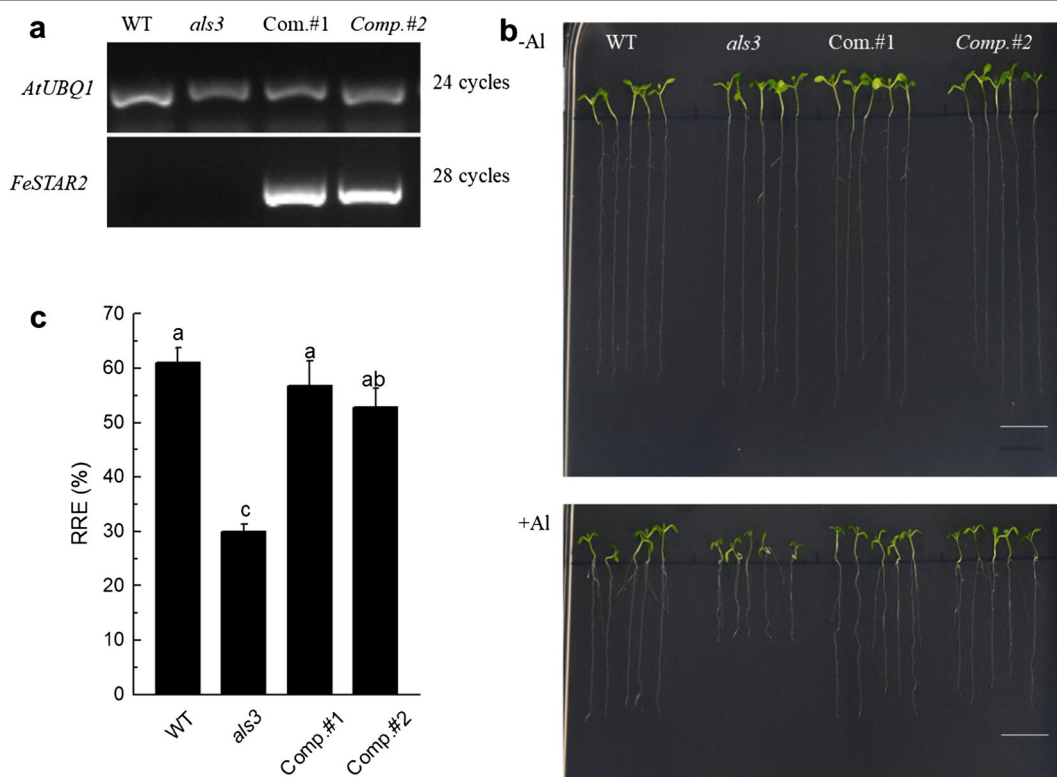 a
WT als3 Com.#1 Comp.#2
AtUBQ1 24 cycles
FeSTAR2 28 cycles
b
-Al WT als3 Com.#1 Comp.#2
+Al
c
RRE (%)
70
60
50
40
30
20
10
0
a
c
a
ab
WT
als3
Comp.#1
Comp.#2